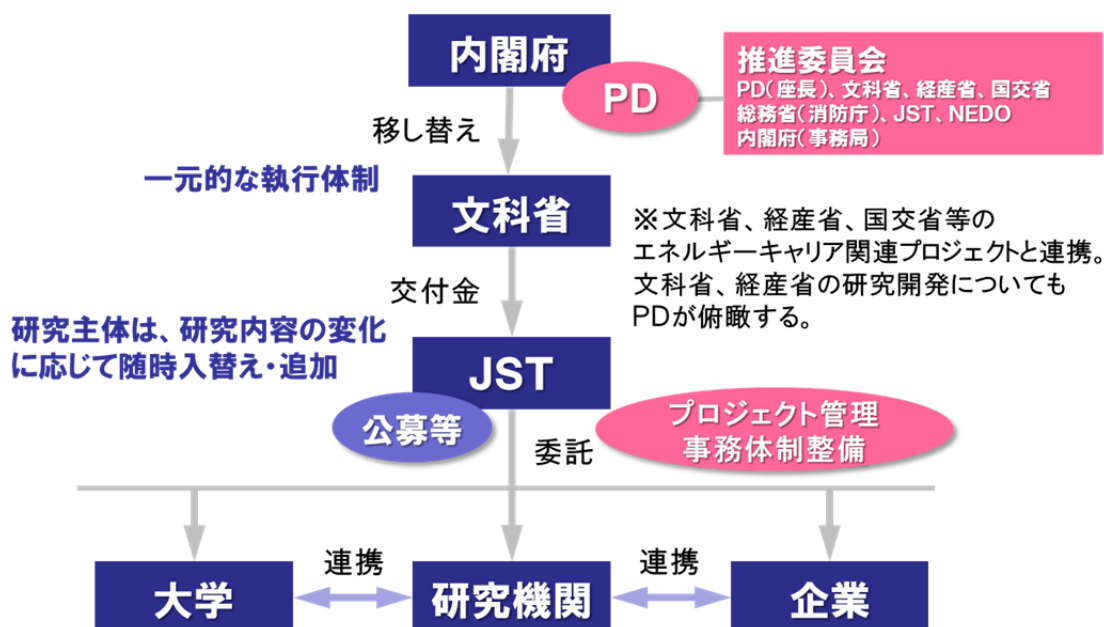 内閣府
PD
推進委員会
PD(座長)、文科省、経産省、国交省
総務省(消防庁)、JST、NEDO
内閣府(事務局)
移し替え
一元的な執行体制
文科省
※文科省、経産省、国交省等の
エネルギーキャリア関連プロジェクトと連携。
文科省、経産省の研究開発についても
PDが俯瞰する。
交付金
研究主体は、研究内容の変化
に応じて随時入替え・追加
JST
公募等
委託
プロジェクト管理
事務体制整備
大学
連携
研究機関
連携
企業